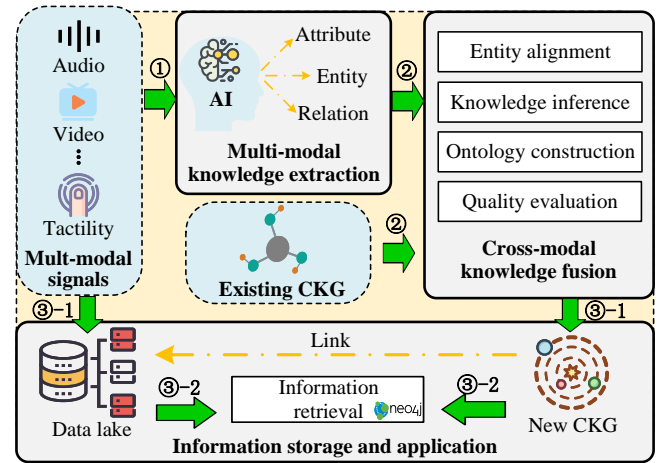 Audio
Video
Tactility
Mult-modal
signals
①
AI
Attribute
Entity
Relation
Multi-modal
knowledge extraction
②
Existing CKG
②
Entity alignment
Knowledge inference
Ontology construction
Quality evaluation
Cross-modal
knowledge fusion
③-1
③-1
Link
Data lake
③-2
Information
retrieval neo4j
③-2
New CKG
Information storage and application